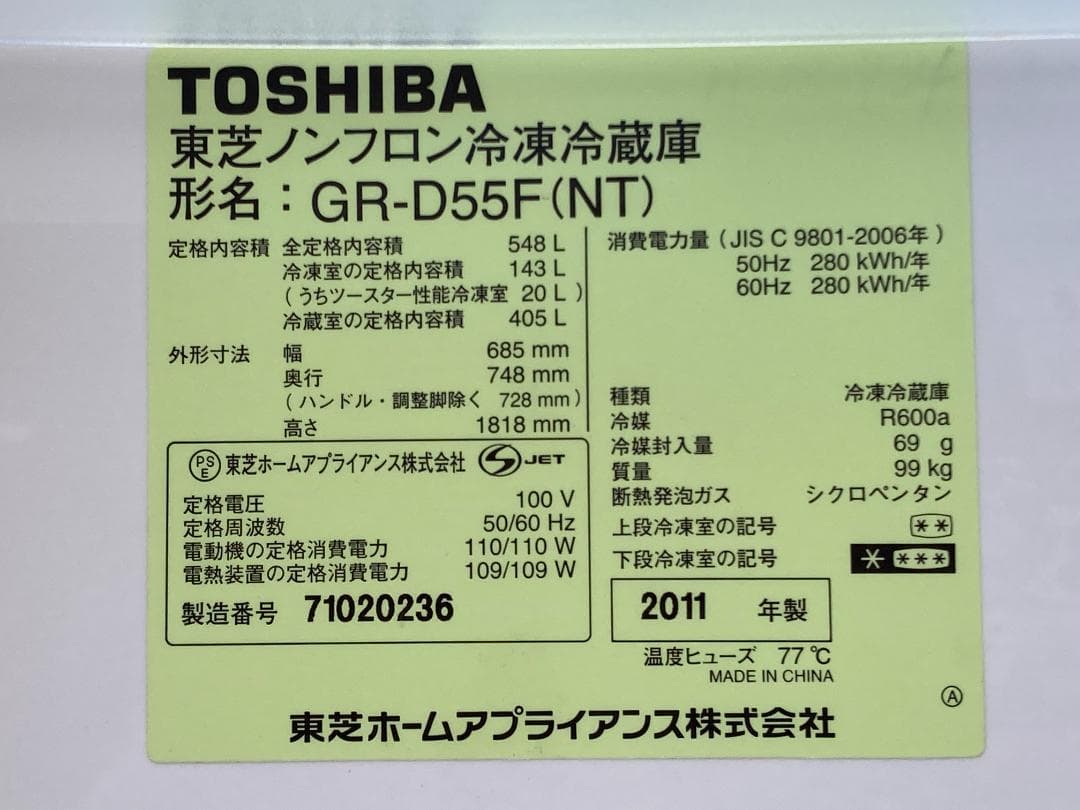 TOSHIBA
東芝ノンフロン冷凍冷蔵庫
形名：GR-D55F(NT)
定格内容積 全定格内容積 548 L
冷凍室の定格内容積 143 L
(うちツースター性能冷凍室 20 L)
冷蔵室の定格内容積 405 L
外形寸法 幅 685 mm
奥行 748 mm
(ハンドル・調整脚除く 728 mm)
高さ 1818 mm
PSE 東芝ホームアプライアンス株式会社 JET
定格電圧 100 V
定格周波数 50/60 Hz
電動機の定格消費電力 110/110 W
電熱装置の定格消費電力 109/109 W
製造番号 71020236
消費電力量 (JIS C 9801-2006年)
50Hz 280 kWh/年
60Hz 280 kWh/年
種類 冷凍冷蔵庫
冷媒 R600a
冷媒封入量 69 g
質量 99 kg
断熱発泡ガス シクロペンタン
上段冷凍室の記号 **
下段冷凍室の記号 * ***
2011 年製
温度ヒューズ 77℃
MADE IN CHINA
Ⓐ
東芝ホームアプライアンス株式会社